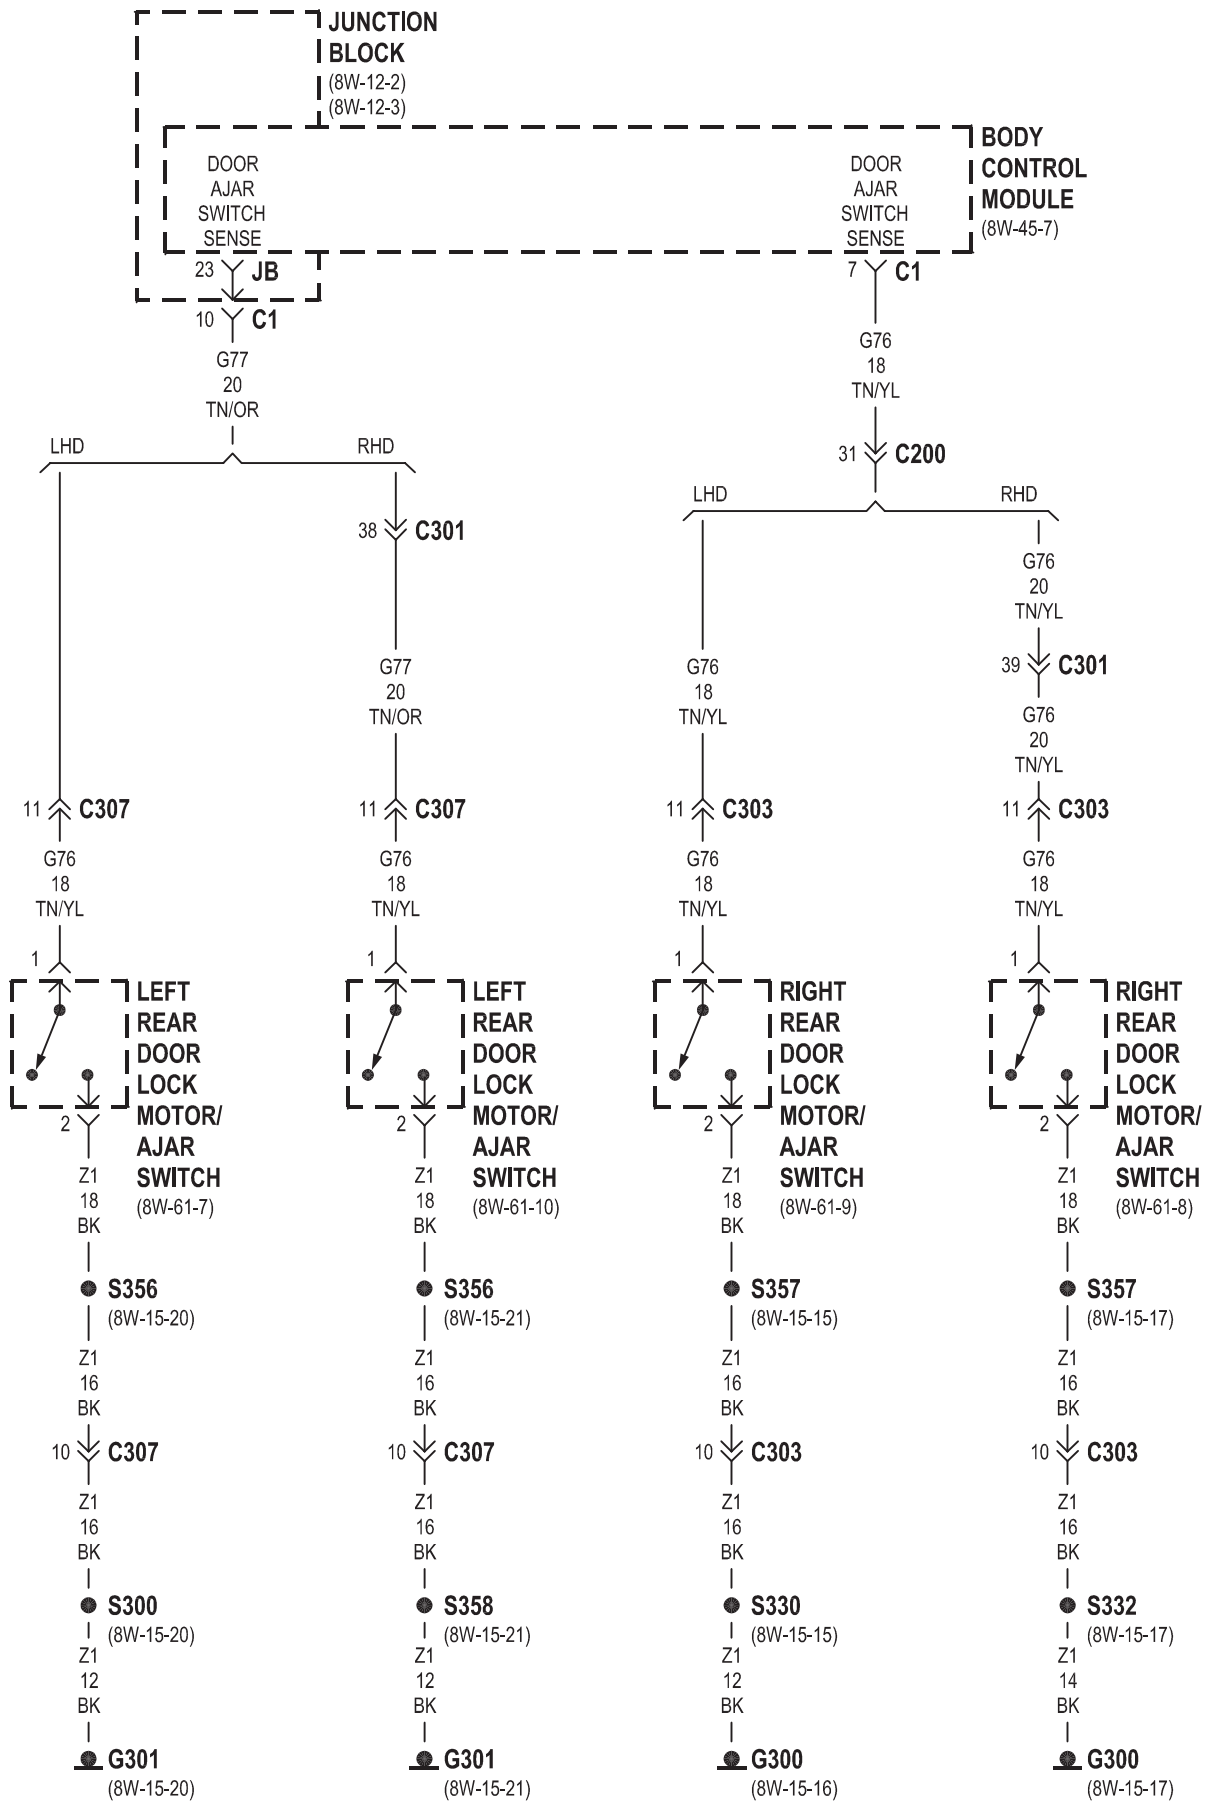 JUNCTION
BLOCK
(8W-12-2)
(8W-12-3)
BODY
CONTROL
MODULE
(8W-45-7)
DOOR
AJAR
SWITCH
SENSE
DOOR
AJAR
SWITCH
SENSE
23 JB
7 C1
10 C1
G77
20
TN/OR
G76
18
TN/YL
LHD
RHD
31 C200
LHD
RHD
38 C301
G76
20
TN/YL
39 C301
G77
20
TN/OR
G76
18
TN/YL
G76
20
TN/YL
11 C307
11 C307
11 C303
11 C303
G76
18
TN/YL
G76
18
TN/YL
G76
18
TN/YL
G76
18
TN/YL
1
LEFT
REAR
DOOR
LOCK
MOTOR/
AJAR
SWITCH
(8W-61-7)
2
1
LEFT
REAR
DOOR
LOCK
MOTOR/
AJAR
SWITCH
(8W-61-10)
2
1
RIGHT
REAR
DOOR
LOCK
MOTOR/
AJAR
SWITCH
(8W-61-9)
2
1
RIGHT
REAR
DOOR
LOCK
MOTOR/
AJAR
SWITCH
(8W-61-8)
2
Z1
18
BK
Z1
18
BK
Z1
18
BK
Z1
18
BK
S356
(8W-15-20)
S356
(8W-15-21)
S357
(8W-15-15)
S357
(8W-15-17)
Z1
16
BK
Z1
16
BK
Z1
16
BK
Z1
16
BK
10 C307
10 C307
10 C303
10 C303
Z1
16
BK
Z1
16
BK
Z1
16
BK
Z1
16
BK
S300
(8W-15-20)
S358
(8W-15-21)
S330
(8W-15-15)
S332
(8W-15-17)
Z1
12
BK
Z1
12
BK
Z1
12
BK
Z1
14
BK
G301
(8W-15-20)
G301
(8W-15-21)
G300
(8W-15-16)
G300
(8W-15-17)